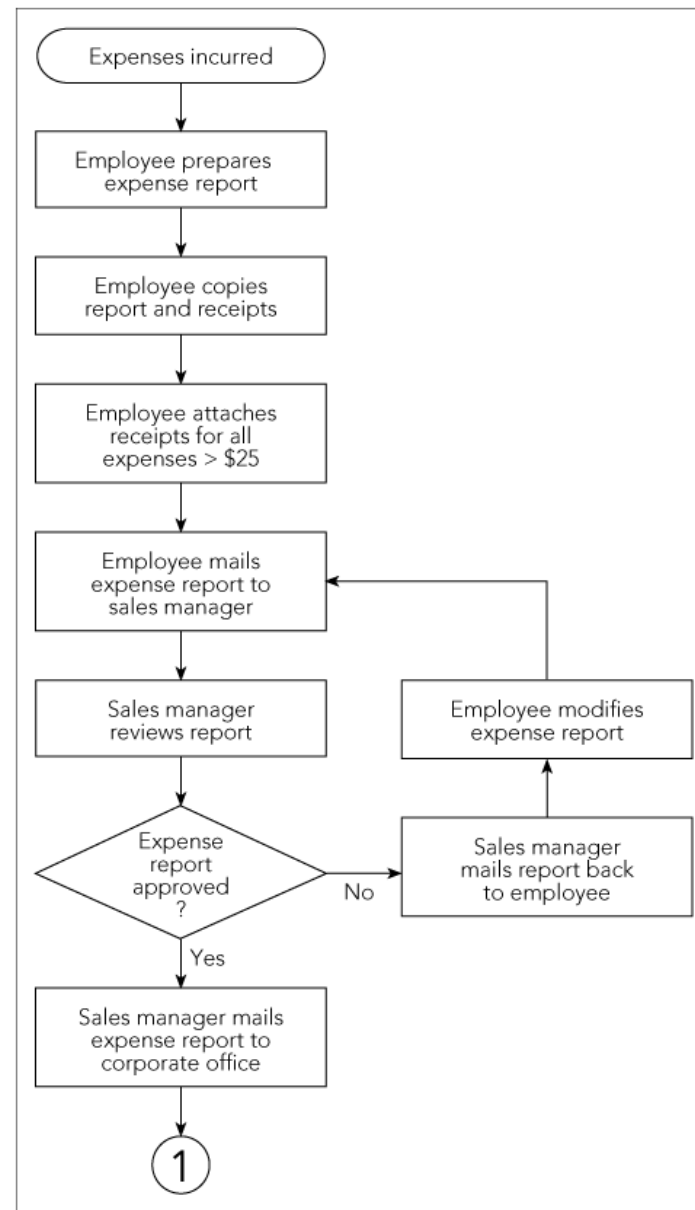 Expenses incurred
Employee prepares
expense report
Employee copies
report and receipts
Employee attaches
receipts for all
expenses > $25
Employee mails
expense report to
sales manager
Sales manager
reviews report
Employee modifies
expense report
Expense
report
approved
?
No
Sales manager
mails report back
to employee
Yes
Sales manager mails
expense report to
corporate office
1